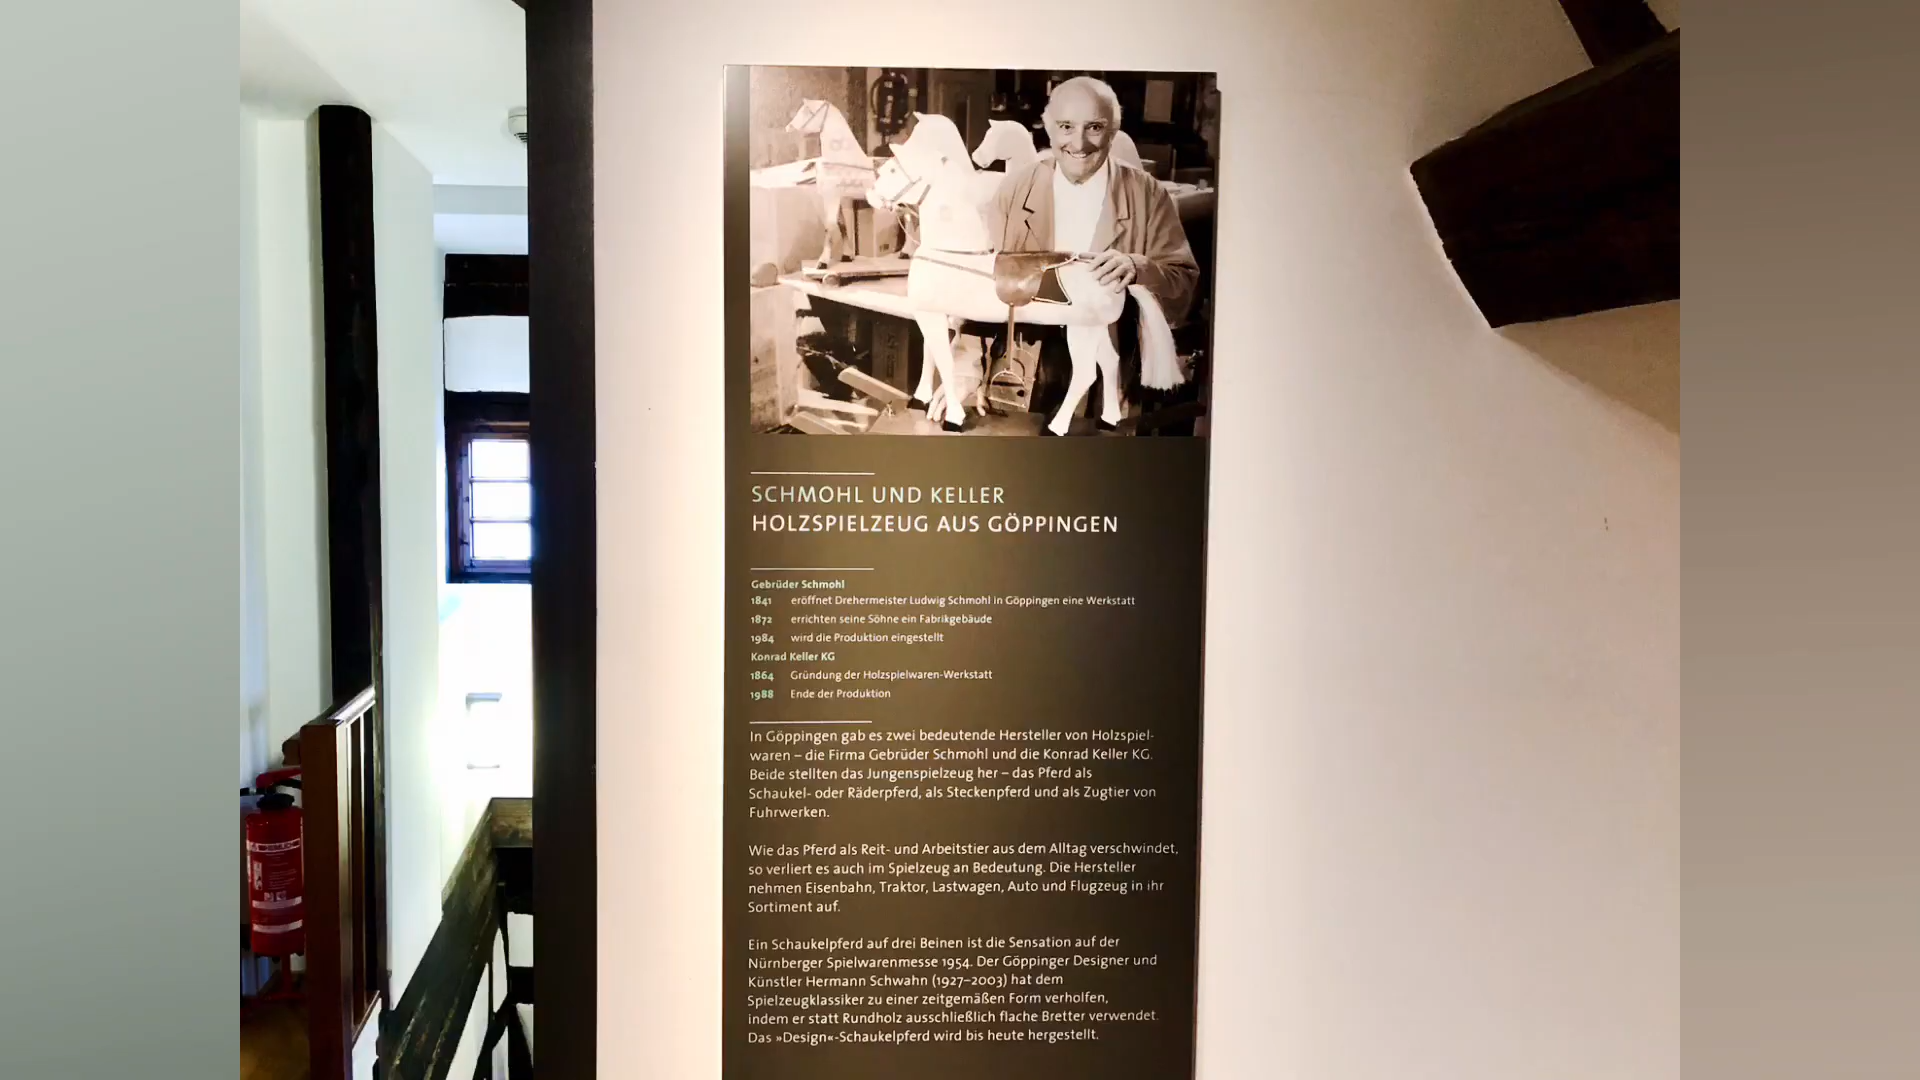 SCHMOHL UND KELLER
HOLZSPIELZEUG AUS GÖPPINGEN
Gebrüder Schmohl
1841 eröffnet Drehermeister Ludwig Schmohl in Göppingen eine Werkstatt
1872 errichten seine Söhne ein Fabrikgebäude
1984 wird die Produktion eingestellt
Konrad Keller KG
1864 Gründung der Holzspielwaren-Werkstatt
1988 Ende der Produktion
In Göppingen gab es zwei bedeutende Hersteller von Holzspiel-
waren – die Firma Gebrüder Schmohl und die Konrad Keller KG.
Beide stellten das Jungenspielzeug her – das Pferd als
Schaukel- oder Räderpferd, als Steckenpferd und als Zugtier von
Fuhrwerken.
Wie das Pferd als Reit- und Arbeitstier aus dem Alltag verschwindet,
so verliert es auch im Spielzeug an Bedeutung. Die Hersteller
nehmen Eisenbahn, Traktor, Lastwagen, Auto und Flugzeug in ihr
Sortiment auf.
Ein Schaukelpferd auf drei Beinen ist die Sensation auf der
Nürnberger Spielwarenmesse 1954. Der Göppinger Designer und
Künstler Hermann Schwahn (1927–2003) hat dem
Spielzeugklassiker zu einer zeitgemäßen Form verholfen,
indem er statt Rundholz ausschließlich flache Bretter verwendet.
Das »Design«-Schaukelpferd wird bis heute hergestellt.